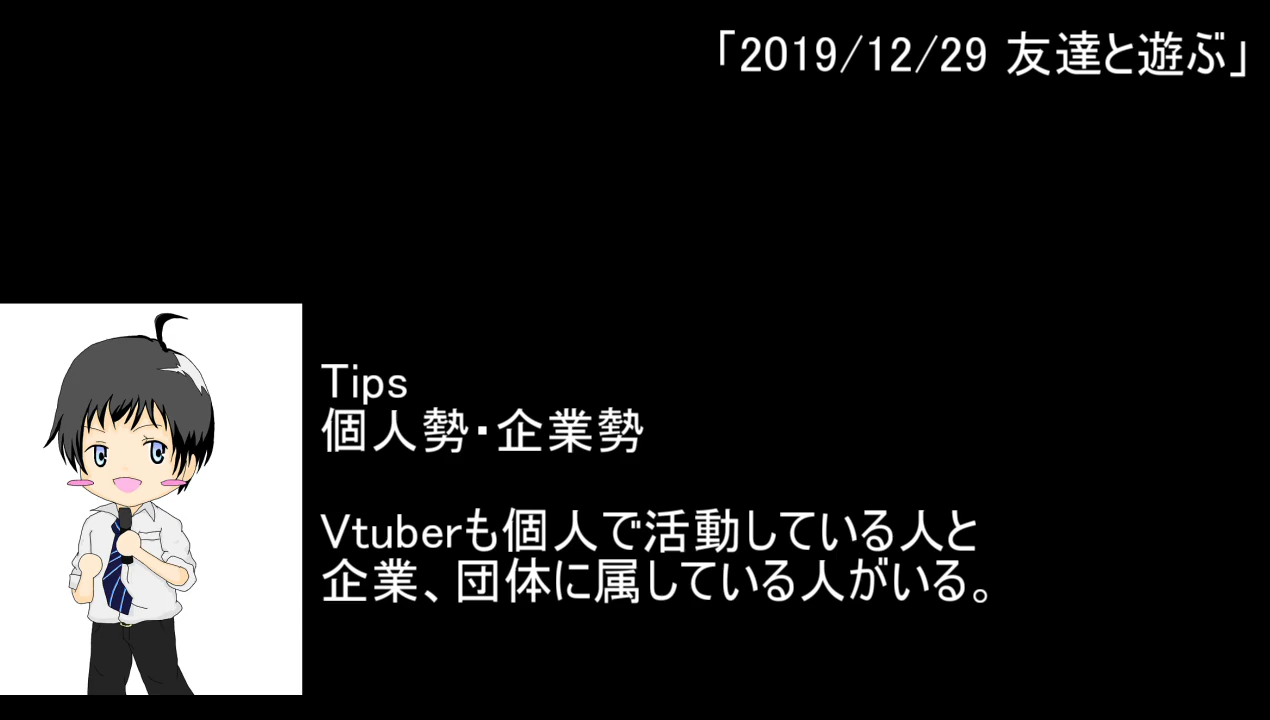 「2019/12/29 友達と遊ぶ」
Tips
個人勢・企業勢
Vtuberも個人で活動している人と
企業、団体に属している人がいる。